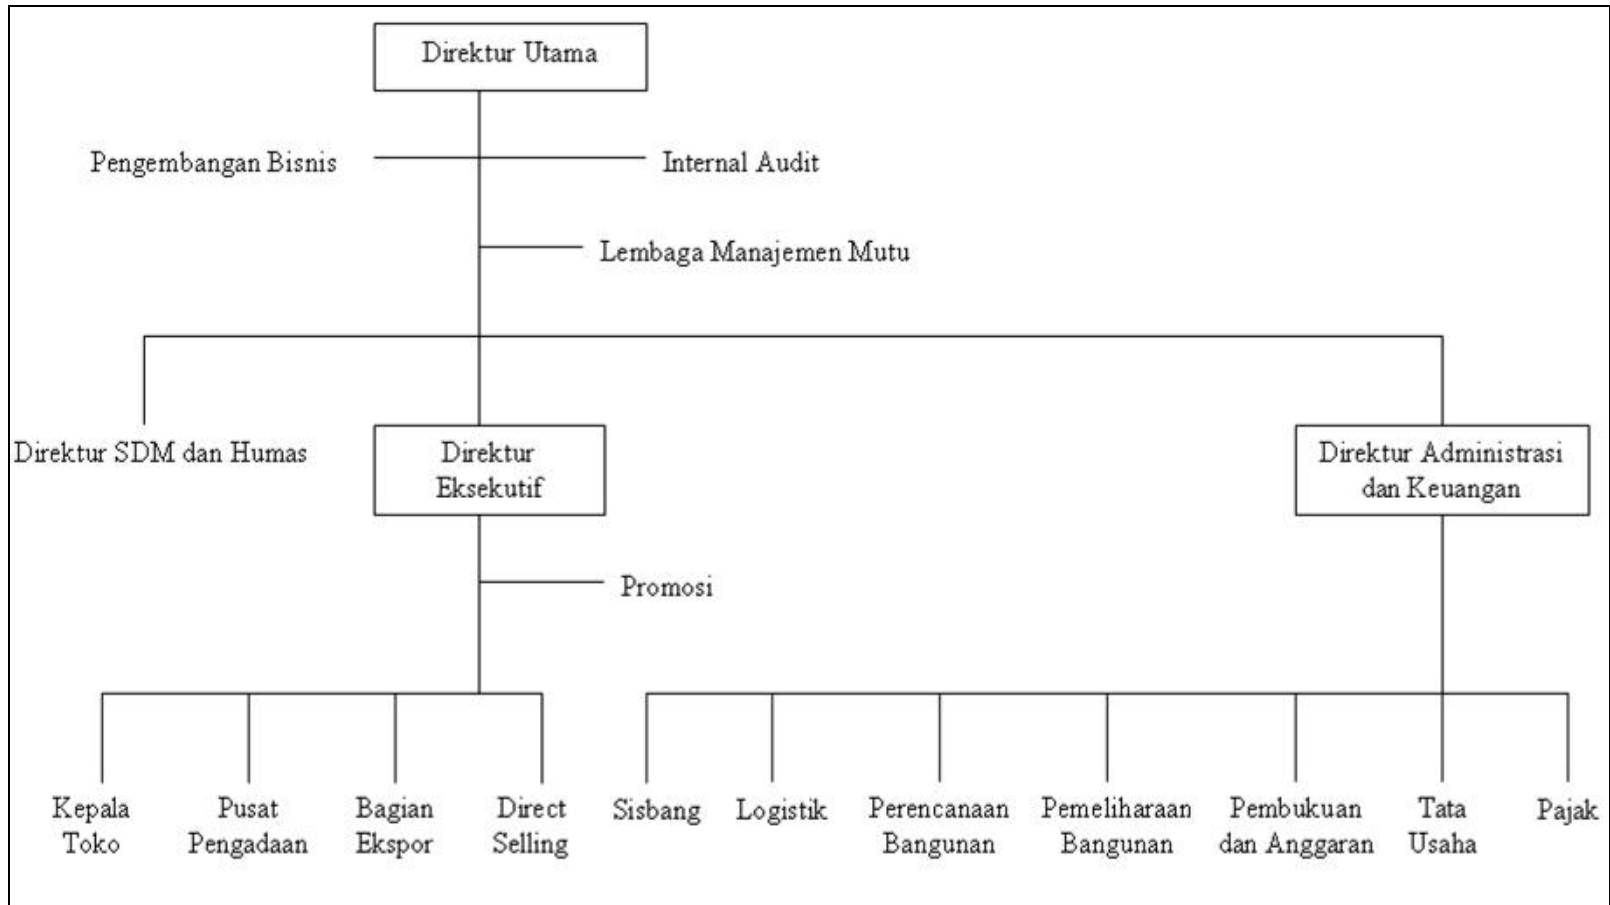 Direktur Utama
Pengembangan Bisnis
Internal Audit
Lembaga Manajemen Mutu
Direktur SDM dan Humas
Direktur
Eksekutif
Direktur Administrasi
dan Keuangan
Promosi
Kepala
Toko
Pusat
Pengadaan
Bagian
Ekspor
Direct
Selling
Sisbang
Logistik
Perencanaan
Bangunan
Pemeliharaan
Bangunan
Pembukuan
dan Anggaran
Tata
Usaha
Pajak